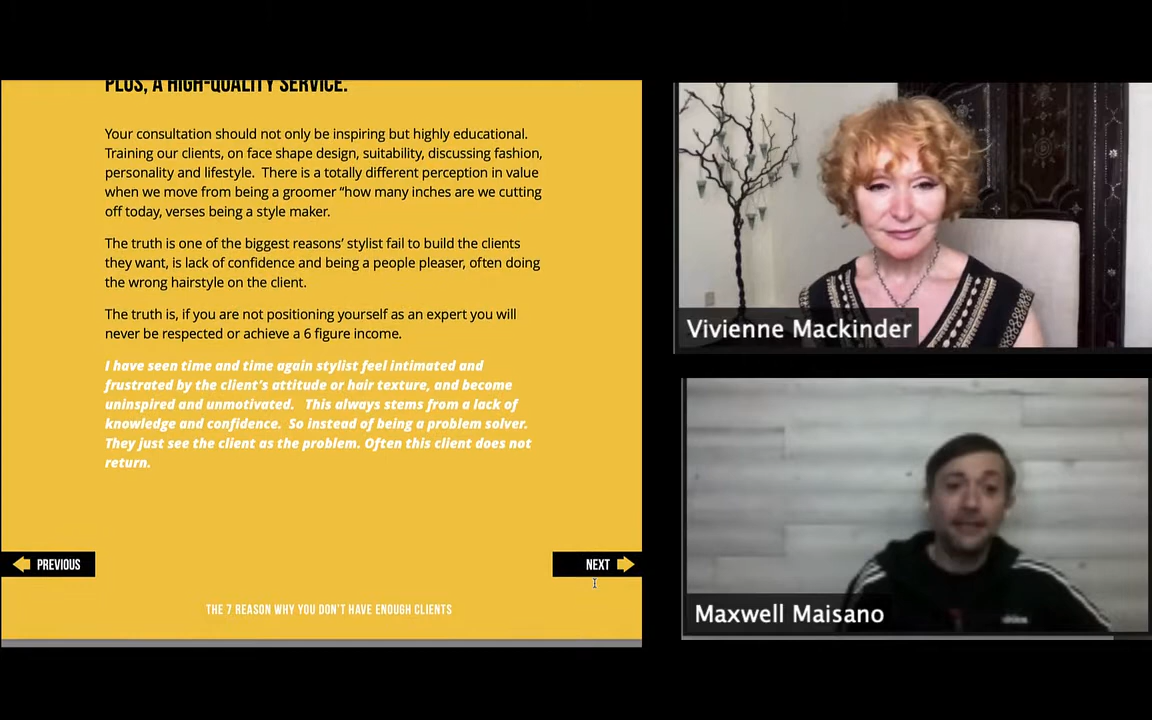 PLUS, A HIGH-QUALITY SERVICE.
Your consultation should not only be inspiring but highly educational.
Training our clients, on face shape design, suitability, discussing fashion,
personality and lifestyle.  There is a totally different perception in value
when we move from being a groomer “how many inches are we cutting
off today, verses being a style maker.
The truth is one of the biggest reasons’ stylist fail to build the clients
they want, is lack of confidence and being a people pleaser, often doing
the wrong hairstyle on the client.
The truth is, if you are not positioning yourself as an expert you will
never be respected or achieve a 6 figure income.
I have seen time and time again stylist feel intimated and
frustrated by the client's attitude or hair texture, and become
uninspired and unmotivated.   This always stems from a lack of
knowledge and confidence.  So instead of being a problem solver.
They just see the client as the problem. Often this client does not
return.
PREVIOUS
NEXT
THE 7 REASON WHY YOU DON'T HAVE ENOUGH CLIENTS
Vivienne Mackinder
Maxwell Maisano
adidas